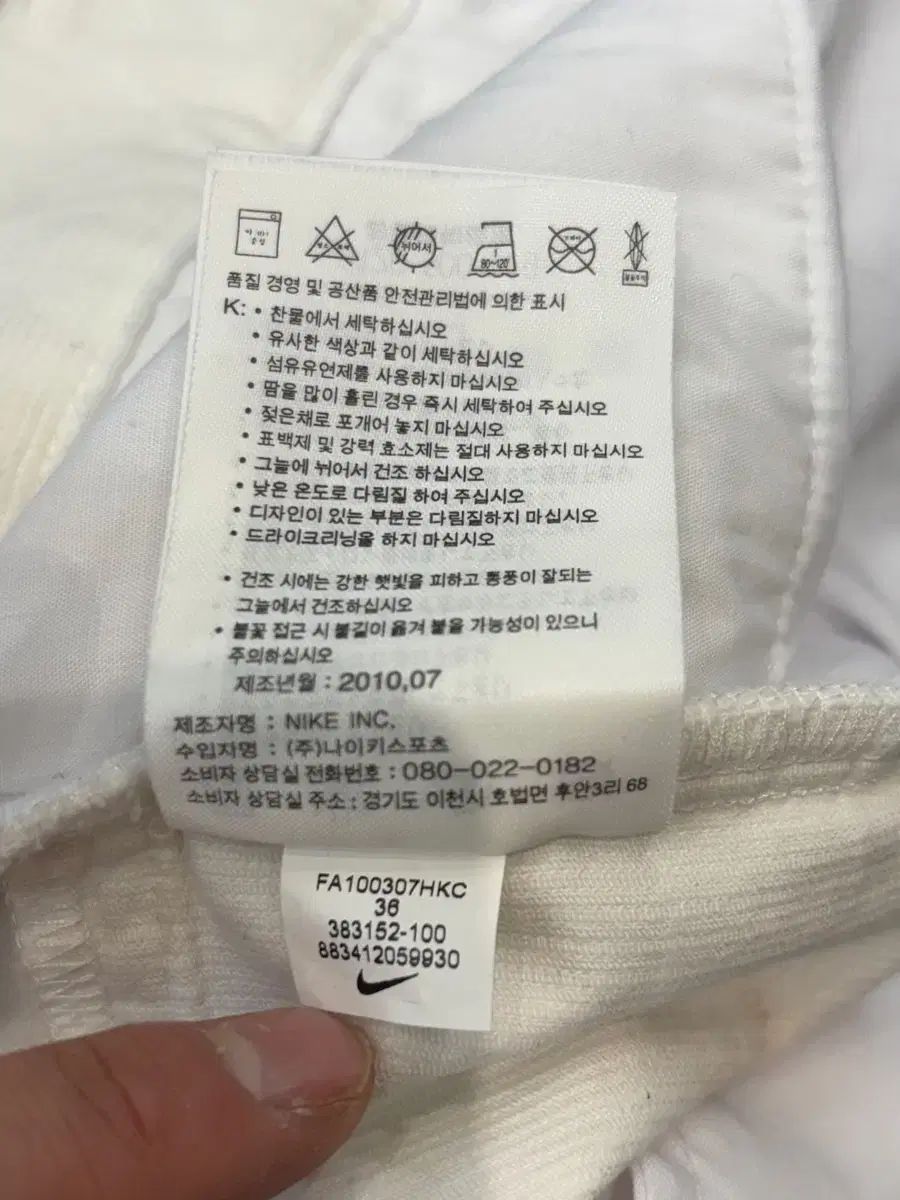 뉘어서
80~120°
품질 경영 및 공산품 안전관리법에 의한 표시
K: • 찬물에서 세탁하십시오
• 유사한 색상과 같이 세탁하십시오
• 섬유유연제를 사용하지 마십시오
• 땀을 많이 흘린 경우 즉시 세탁하여 주십시오
• 젖은채로 포개어 놓지 마십시오
• 표백제 및 강력 효소제는 절대 사용하지 마십시오
• 그늘에 뉘어서 건조 하십시오
• 낮은 온도로 다림질 하여 주십시오
• 디자인이 있는 부분은 다림질하지 마십시오
• 드라이크리닝을 하지 마십시오
• 건조 시에는 강한 햇빛을 피하고 통풍이 잘되는
그늘에서 건조하십시오
• 불꽃 접근 시 불길이 옮겨 붙을 가능성이 있으니
주의하십시오
제조년월 : 2010.07
제조자명 : NIKE INC.
수입자명 : (주)나이키스포츠
소비자 상담실 전화번호 : 080-022-0182
소비자 상담실 주소 : 경기도 이천시 호법면 후안3리 68
FA100307HKC
36
383152-100
883412059930